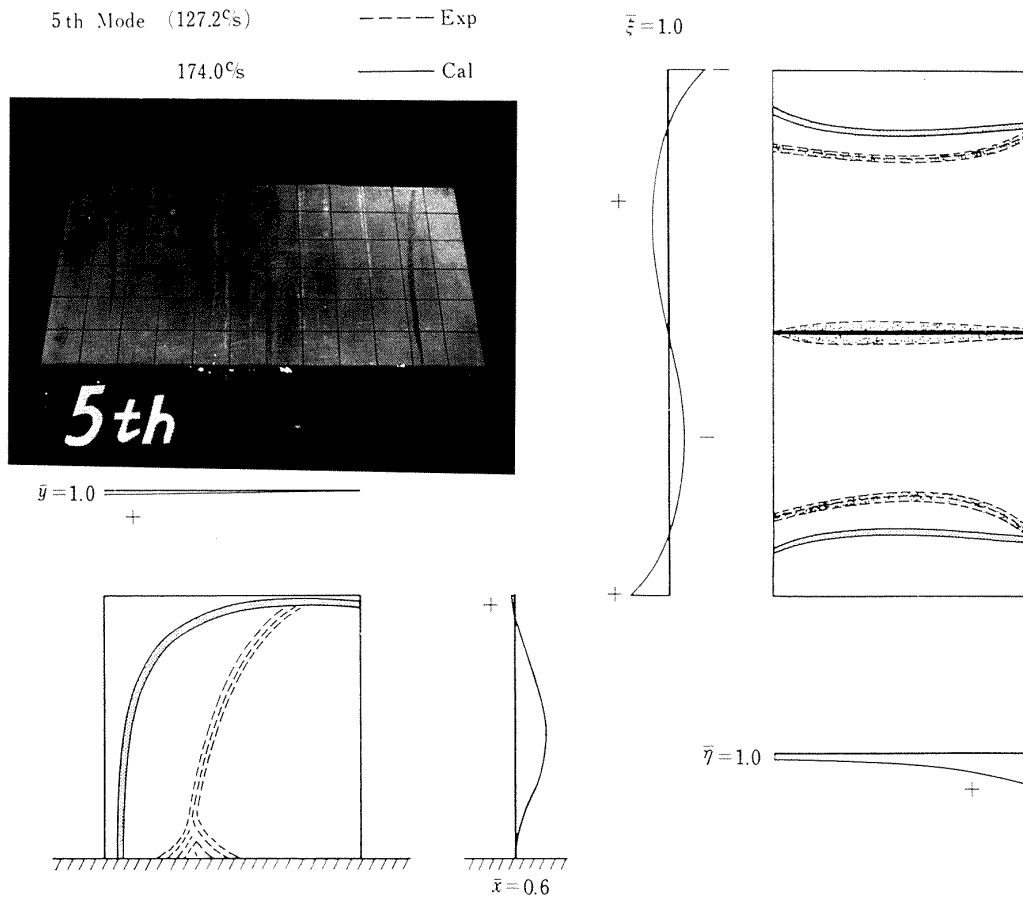 5th Mode (127.2c/s) Exp
174.0c/s Cal
5th
ȳ=1.0
+
+
x̄=0.6
ξ̄=1.0
−
+
−
+
η̄=1.0
+